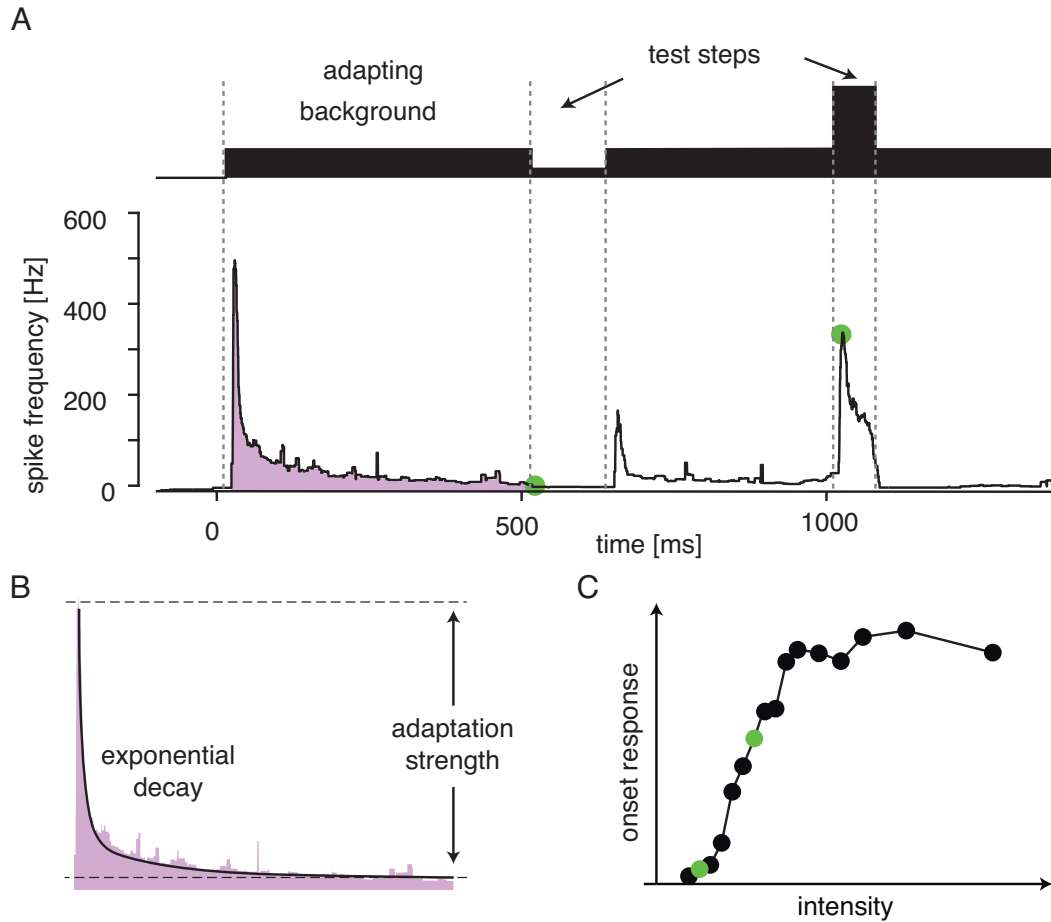 A
adapting
background
test steps
spike frequency [Hz]
600
400
200
0
0
500
1000
time [ms]
B
exponential
decay
adaptation
strength
C
onset response
intensity